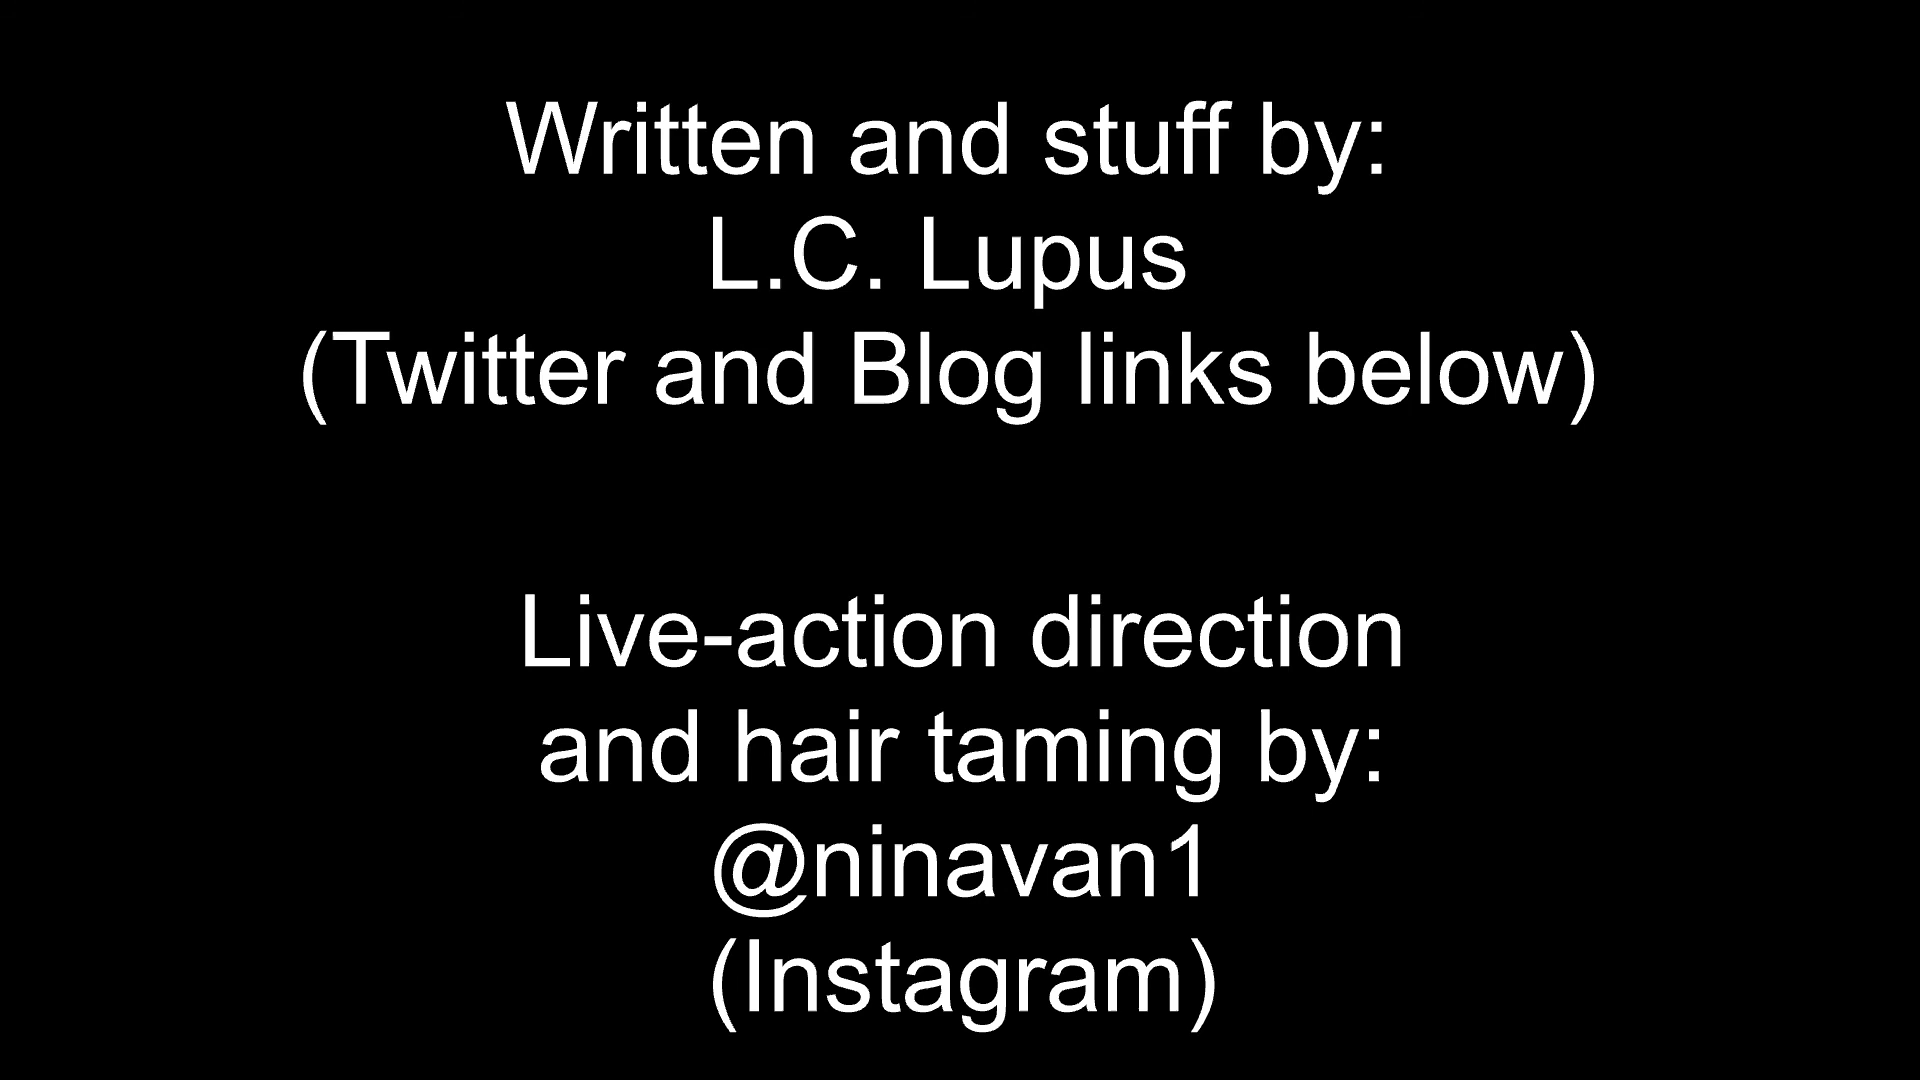 Written and stuff by:
L.C. Lupus
(Twitter and Blog links below)
Live-action direction
and hair taming by:
@ninavan1
(Instagram)